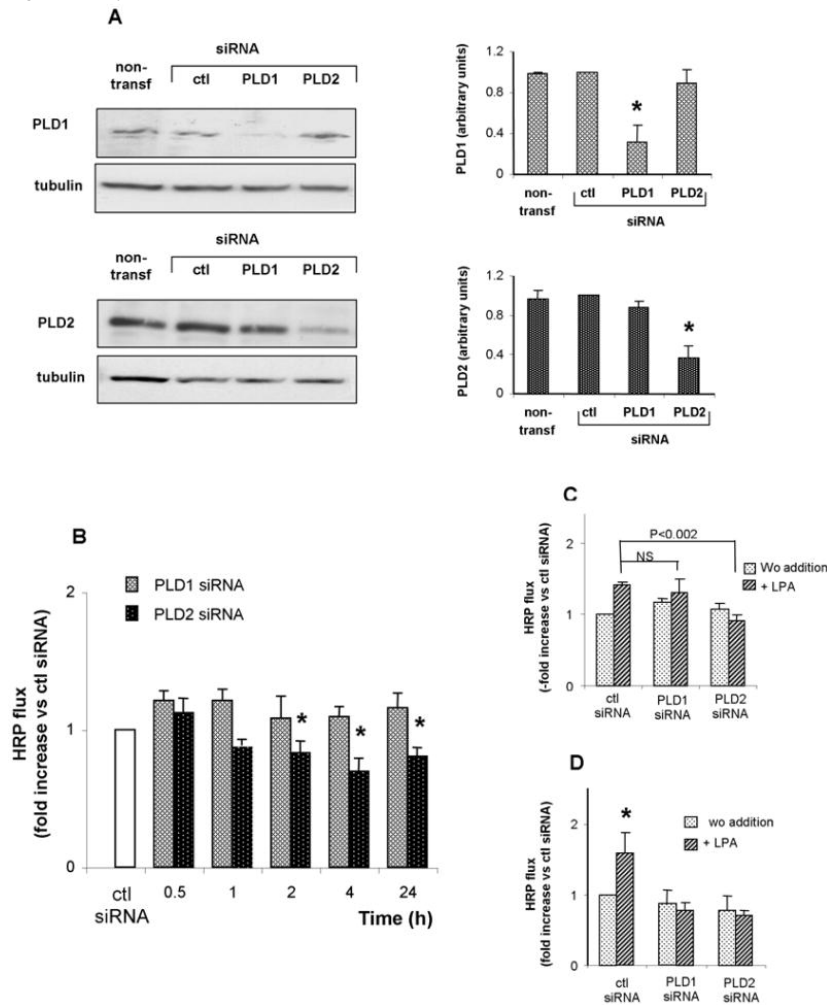 A
siRNA
non-
transf
ctl PLD1 PLD2
PLD1
tubulin
siRNA
non-
transf
ctl PLD1 PLD2
PLD2
tubulin
PLD1 (arbitrary units)
1.2
0.8
0.4
0
*
non-
transf
ctl PLD1 PLD2
siRNA
PLD2 (arbitrary units)
1.2
0.8
0.4
0
*
non-
transf
ctl PLD1 PLD2
siRNA
B
PLD1 siRNA
PLD2 siRNA
HRP flux
(fold increase vs ctl siRNA)
2
1
0
* * *
ctl
siRNA
0.5 1 2 4 24
Time (h)
C
HRP flux
(-fold increase vs ctl siRNA)
P<0.002
NS
Wo addition
+ LPA
2
1
0
ctl
siRNA
PLD1
siRNA
PLD2
siRNA
D
HRP flux
(fold increase vs ctl siRNA)
*
wo addition
+ LPA
2
1
0
ctl
siRNA
PLD1
siRNA
PLD2
siRNA